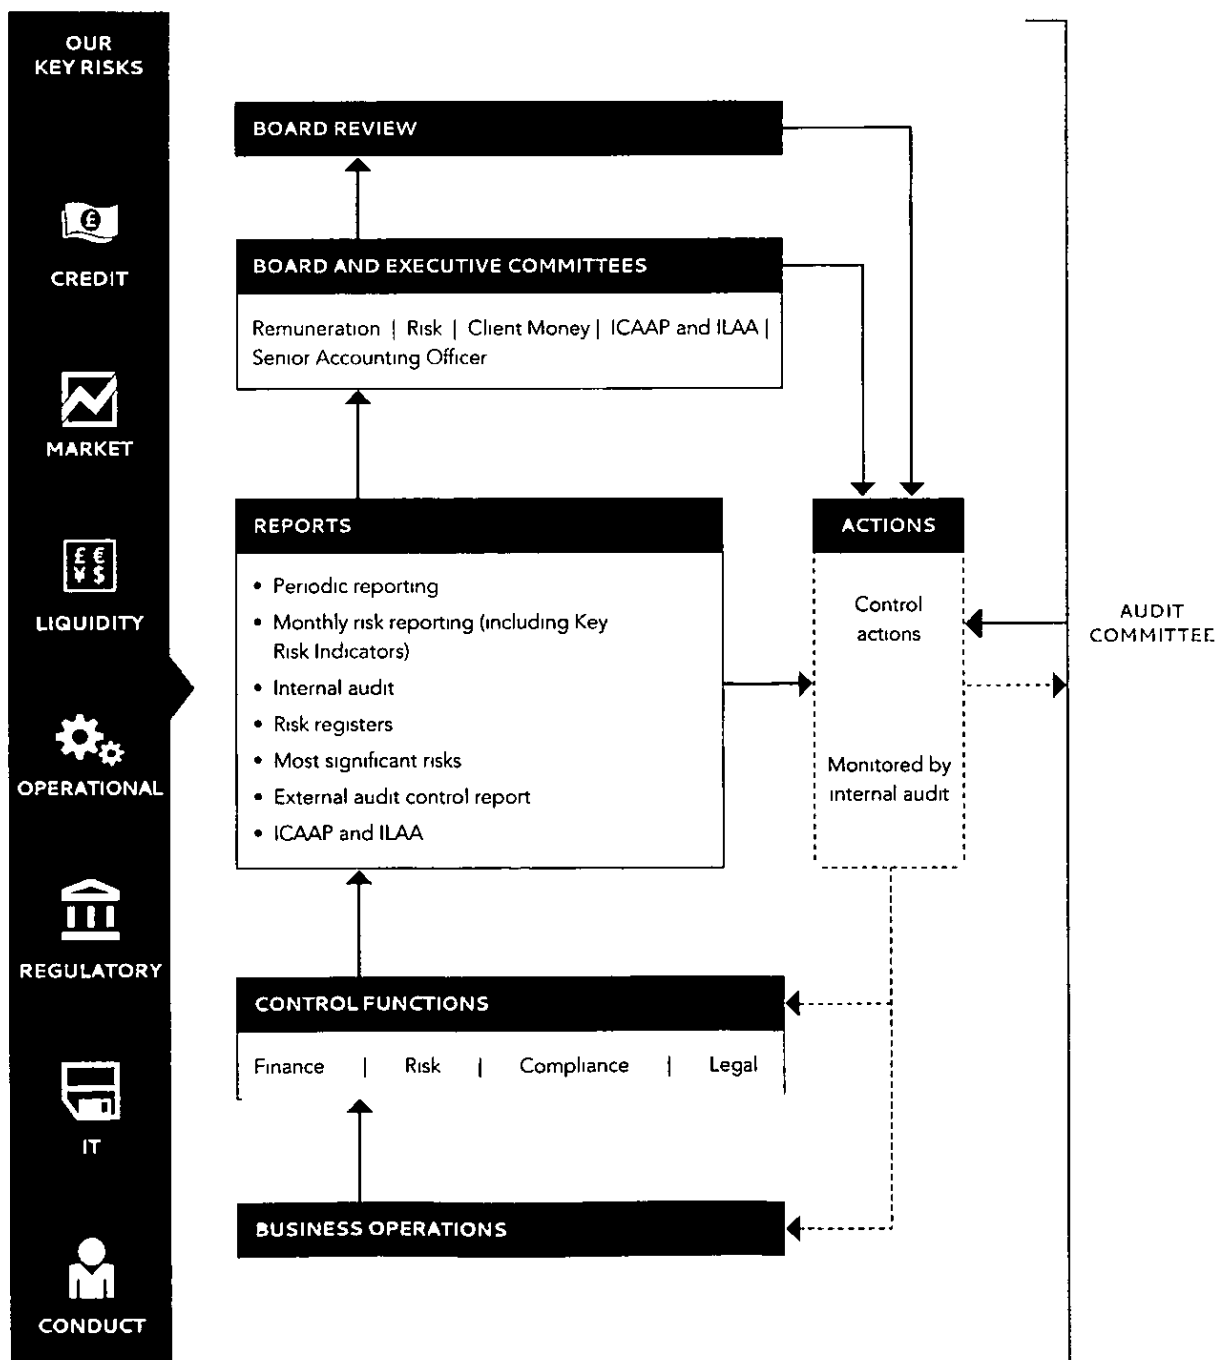 OUR
KEY RISKS
CREDIT
MARKET
LIQUIDITY
OPERATIONAL
REGULATORY
IT
CONDUCT
BOARD REVIEW
BOARD AND EXECUTIVE COMMITTEES
Remuneration | Risk | Client Money | ICAAP and ILAA |
Senior Accounting Officer
REPORTS
• Periodic reporting
• Monthly risk reporting (including Key
Risk Indicators)
• Internal audit
• Risk registers
• Most significant risks
• External audit control report
• ICAAP and ILAA
ACTIONS
Control
actions
Monitored by
internal audit
AUDIT
COMMITTEE
CONTROL FUNCTIONS
Finance | Risk | Compliance | Legal
BUSINESS OPERATIONS
£
£ €
¥ $